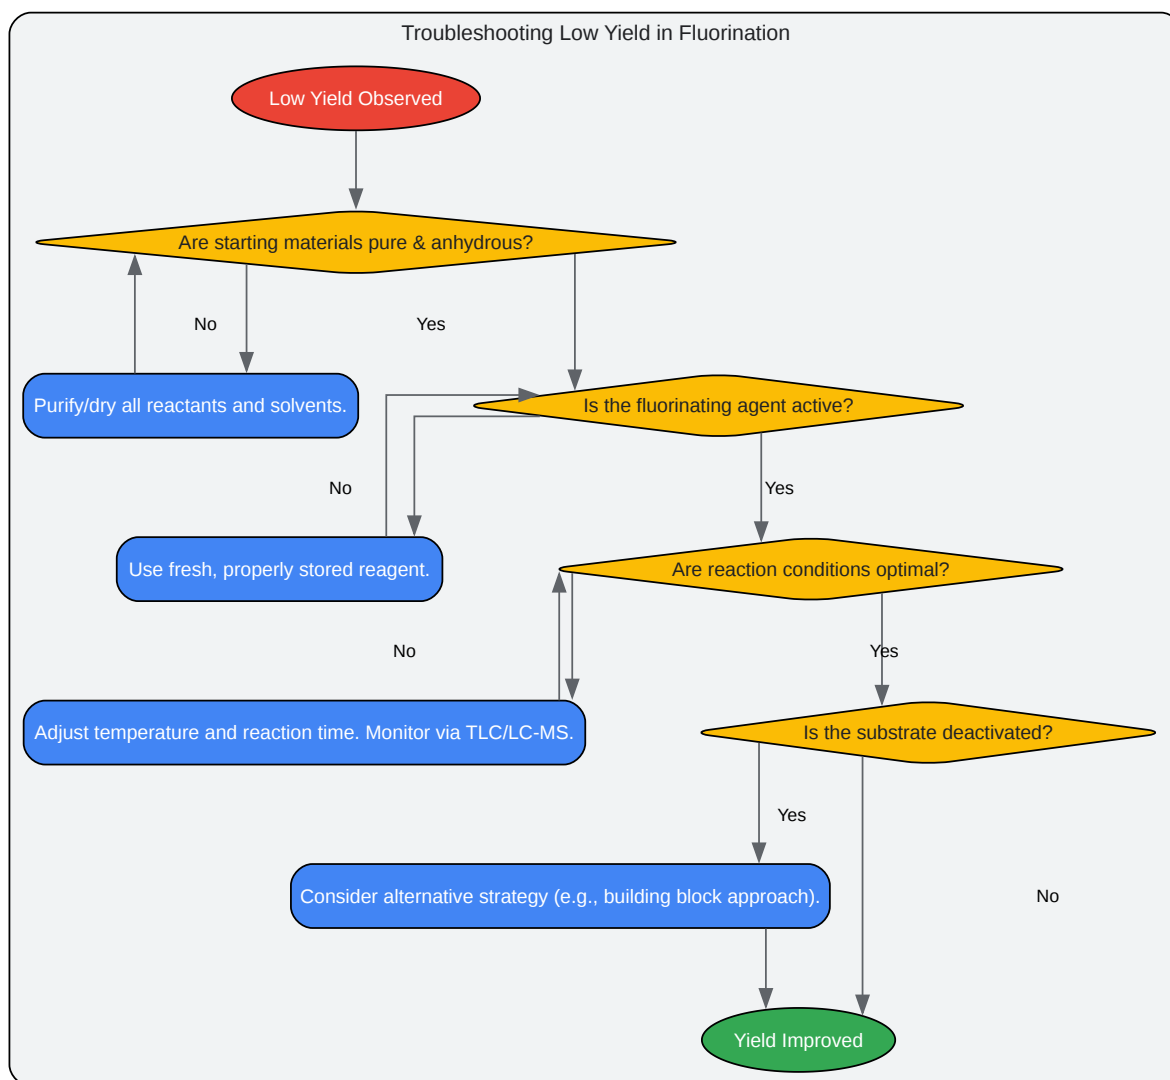 Troubleshooting Low Yield in Fluorination
Low Yield Observed
Are starting materials pure & anhydrous?
No
Yes
Purify/dry all reactants and solvents.
Is the fluorinating agent active?
No
Yes
Use fresh, properly stored reagent.
Are reaction conditions optimal?
No
Yes
Adjust temperature and reaction time. Monitor via TLC/LC-MS.
Is the substrate deactivated?
Yes
Consider alternative strategy (e.g., building block approach).
No
Yield Improved